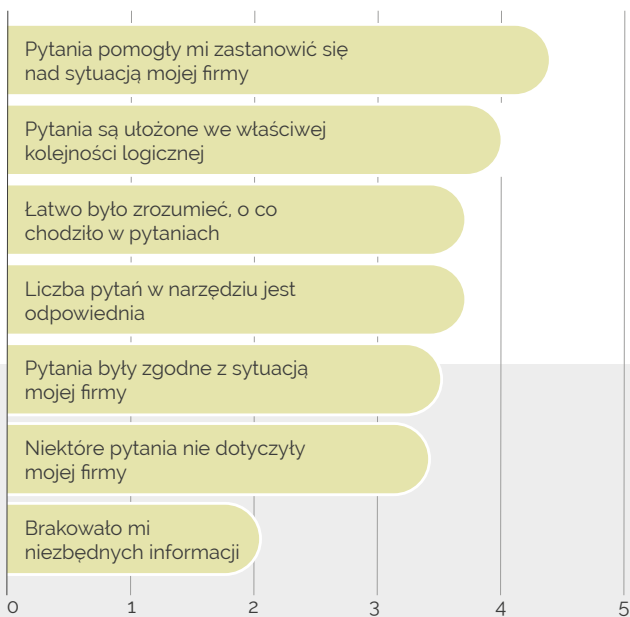 Pytania pomogły mi zastanowić się
nad sytuacją mojej firmy
Pytania są ułożone we właściwej
kolejności logicznej
Łatwo było zrozumieć, o co
chodziło w pytaniach
Liczba pytań w narzędziu jest
odpowiednia
Pytania były zgodne z sytuacją
mojej firmy
Niektóre pytania nie dotyczyły
mojej firmy
Brakowało mi
niezbędnych informacji
0 1 2 3 4 5